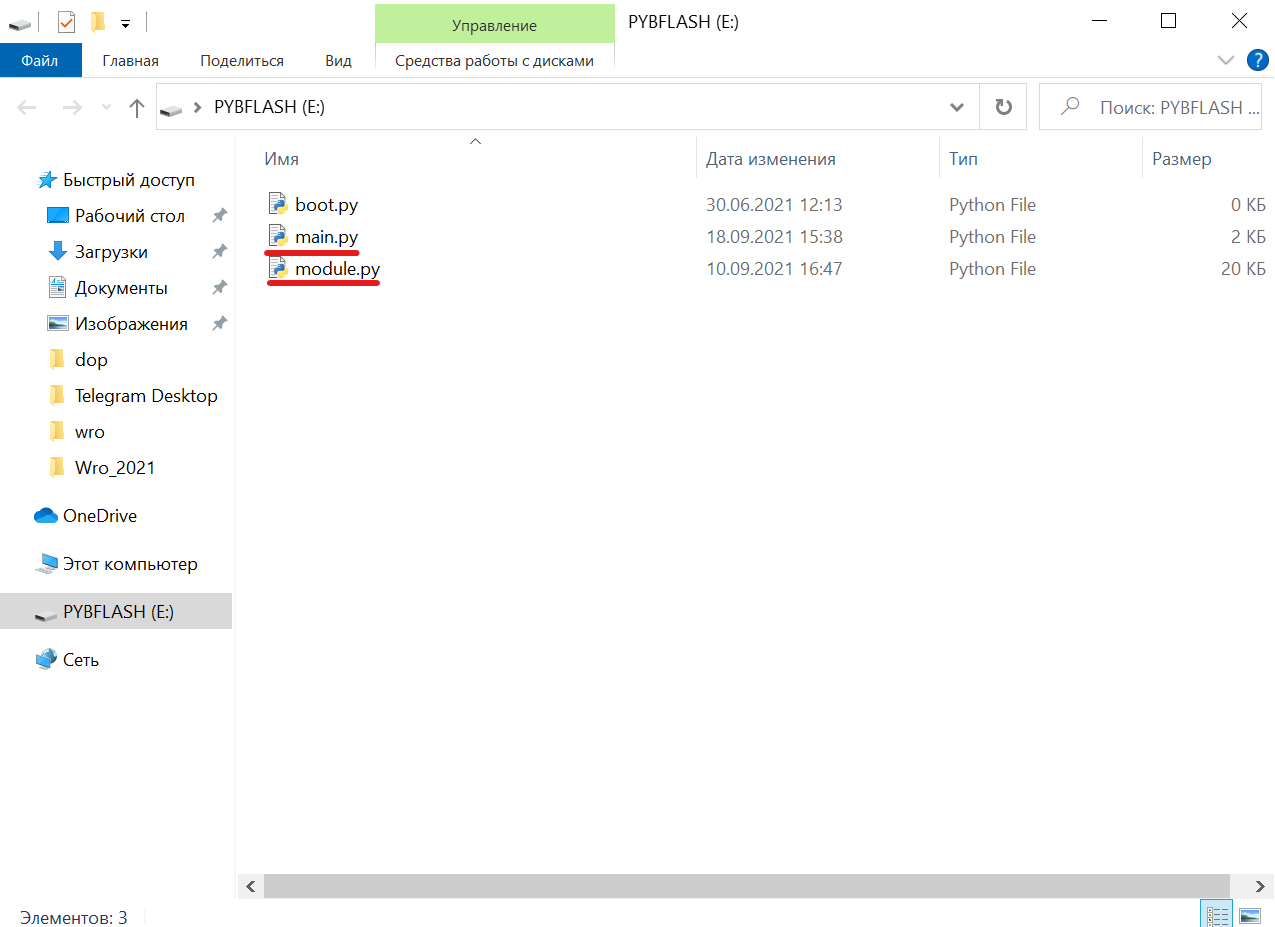 Управление PYBFLASH (E:)
Файл Главная Поделиться Вид Средства работы с дисками ?
PYBFLASH (E:) Поиск: PYBFLASH ...
Имя Дата изменения Тип Размер
boot.py 30.06.2021 12:13 Python File 0 КБ
main.py 18.09.2021 15:38 Python File 2 КБ
module.py 10.09.2021 16:47 Python File 20 КБ
Быстрый доступ
Рабочий стол
Загрузки
Документы
Изображения
dop
Telegram Desktop
wro
Wro_2021
OneDrive
Этот компьютер
PYBFLASH (E:)
Сеть
Элементов: 3